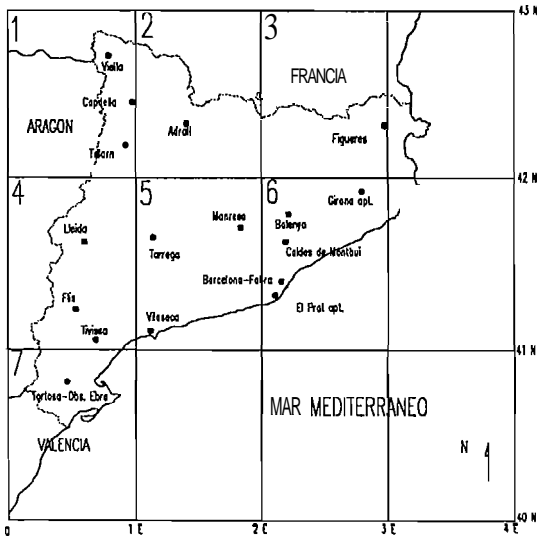 43 N
1
2
3
Viella
FRANCIA
Capdella
ARAGON
Adrall
Figueres
Talarn
42
4
5
6
Girona apt.
Manresa
Balenya
Lleida
Tarrega
Caldes de Montbui
Barcelona-Fabra
Flix
El Prat apt.
Vilaseca
Tivissa
41
7
Tortosa-Obs. Ebre
MAR MEDITERRANEO
VALENCIA
N
40 N
0
1 E
2 E
3 E
4 E